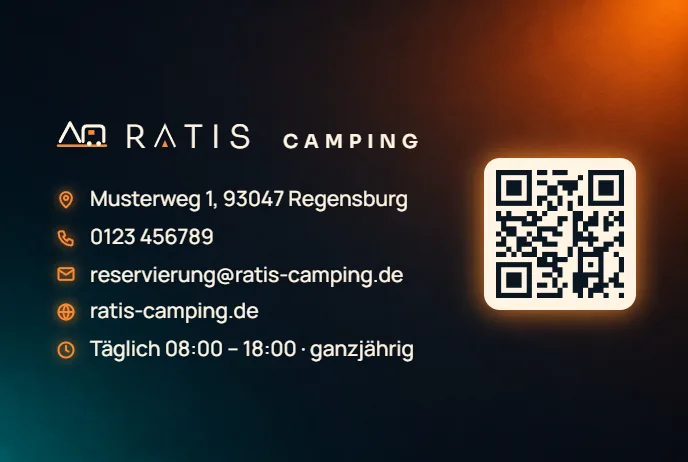 RATIS CAMPING
Musterweg 1, 93047 Regensburg
0123 456789
reservierung@ratis-camping.de
ratis-camping.de
Täglich 08:00 – 18:00 · ganzjährig